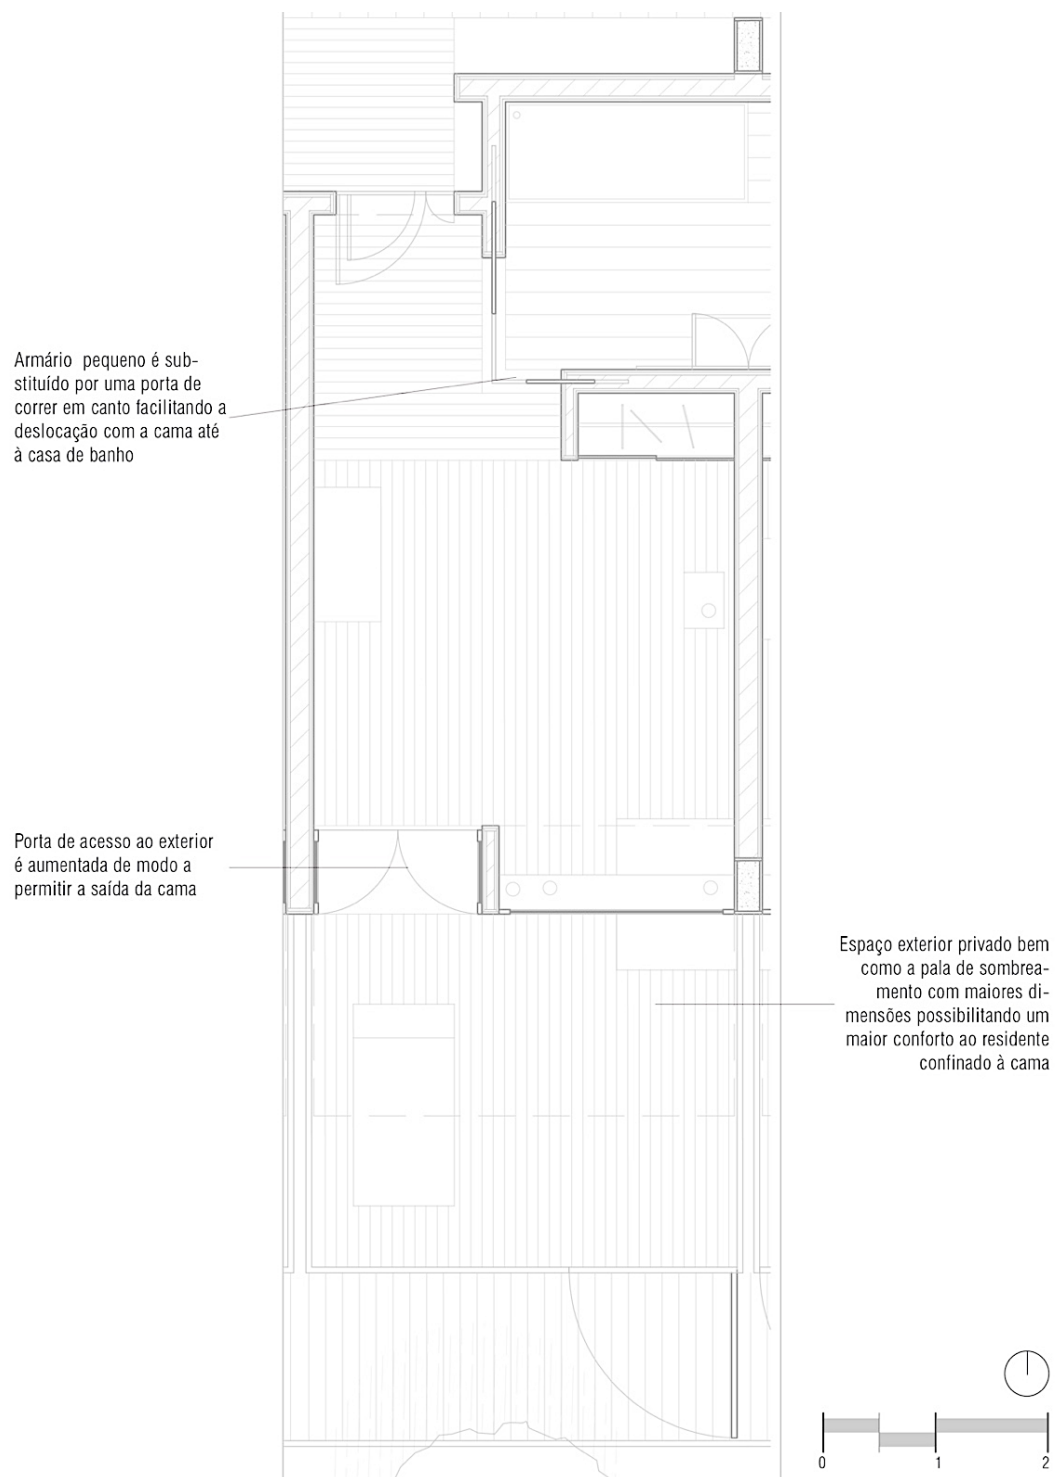 Armário pequeno é sub-
stituído por uma porta de
correr em canto facilitando a
deslocação com a cama até
à casa de banho
Porta de acesso ao exterior
é aumentada de modo a
permitir a saída da cama
Espaço exterior privado bem
como a pala de sombrea-
mento com maiores di-
mensões possibilitando um
maior conforto ao residente
confinado à cama
0 1 2